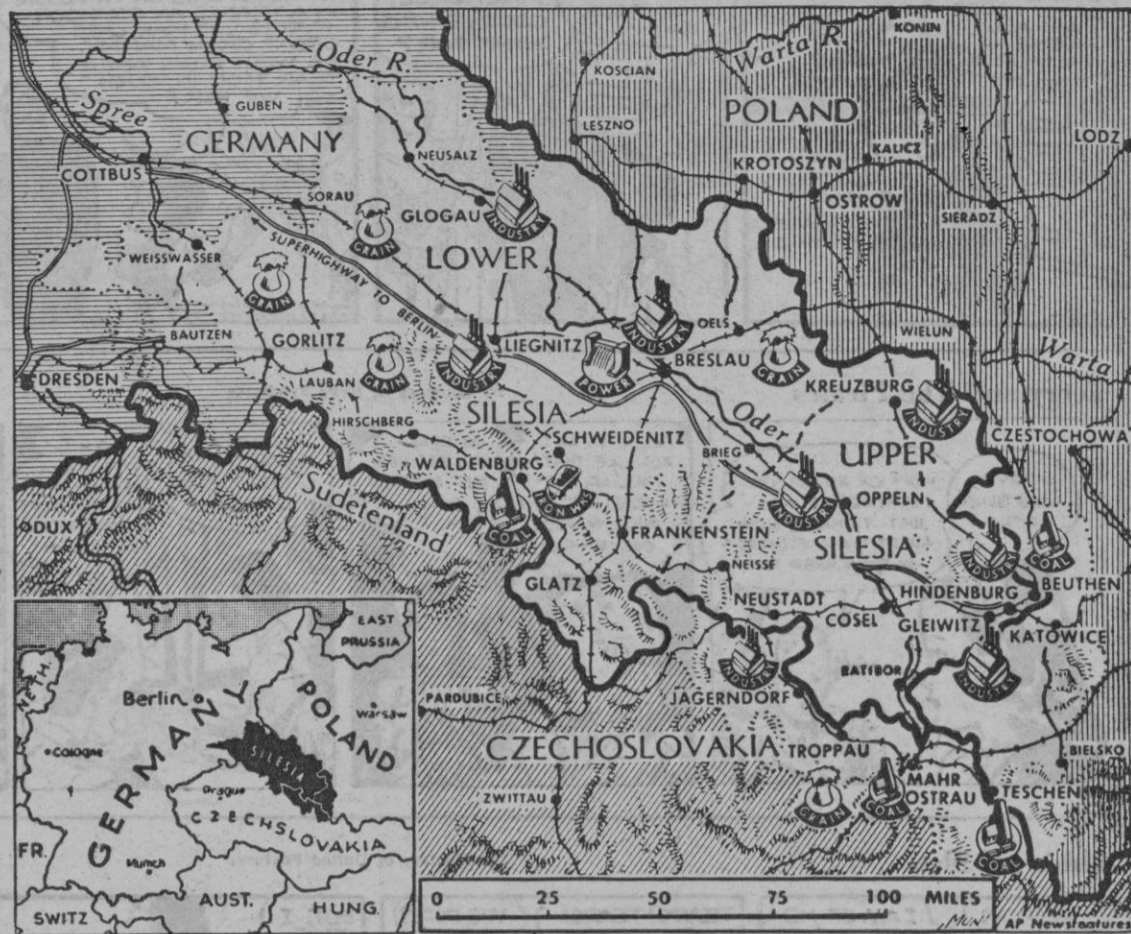 Oder R.
Warta R.
KONIN
KOSCIAN
Spree
GUBEN
GERMANY
POLAND
LESZNO
LODZ
COTTBUS
NEUSALZ
KROTOSZYN
KALICZ
SORAU
GLOGAU
INDUSTRY
OSTROW
SIERADZ
GRAIN
WEISSWASSER
SUPERHIGHWAY TO BERLIN
LOWER
GRAIN
BAUTZEN
GORLITZ
LIEGNITZ
INDUSTRY
OELS
WIELUN
DRESDEN
LAUBAN
GRAIN
INDUSTRY
POWER
BRESLAU
GRAIN
Warta
KREUZBURG
INDUSTRY
HIRSCHBERG
SILESIA
SCHWEIDENITZ
Oder
CZESTOCHOWA
WALDENBURG
BRIEG
UPPER
Sudetenland
COAL
IRON WKS
INDUSTRY
OPPELN
DUX
FRANKENSTEIN
SILESIA
INDUSTRY
COAL
GLATZ
NEISSE
HINDENBURG
BEUTHEN
NEUSTADT
COSEL
GLEIWITZ
KATOWICE
INDUSTRY
RATIBOR
INDUSTRY
PARDUBICE
JAGERNDORF
CZECHOSLOVAKIA
TROPPAU
BIELSKO
ZWITTAU
GRAIN
COAL
MAHR
OSTRAU
TESCHEN
COAL
EAST
PRUSSIA
NETH.
Berlin
POLAND
Warsaw
Cologne
GERMANY
SILESIA
Prague
CZECHSLOVAKIA
FR.
Munich
AUST.
HUNG.
SWITZ
0 25 50 75 100 MILES
"MUN"
AP Newsfeatures